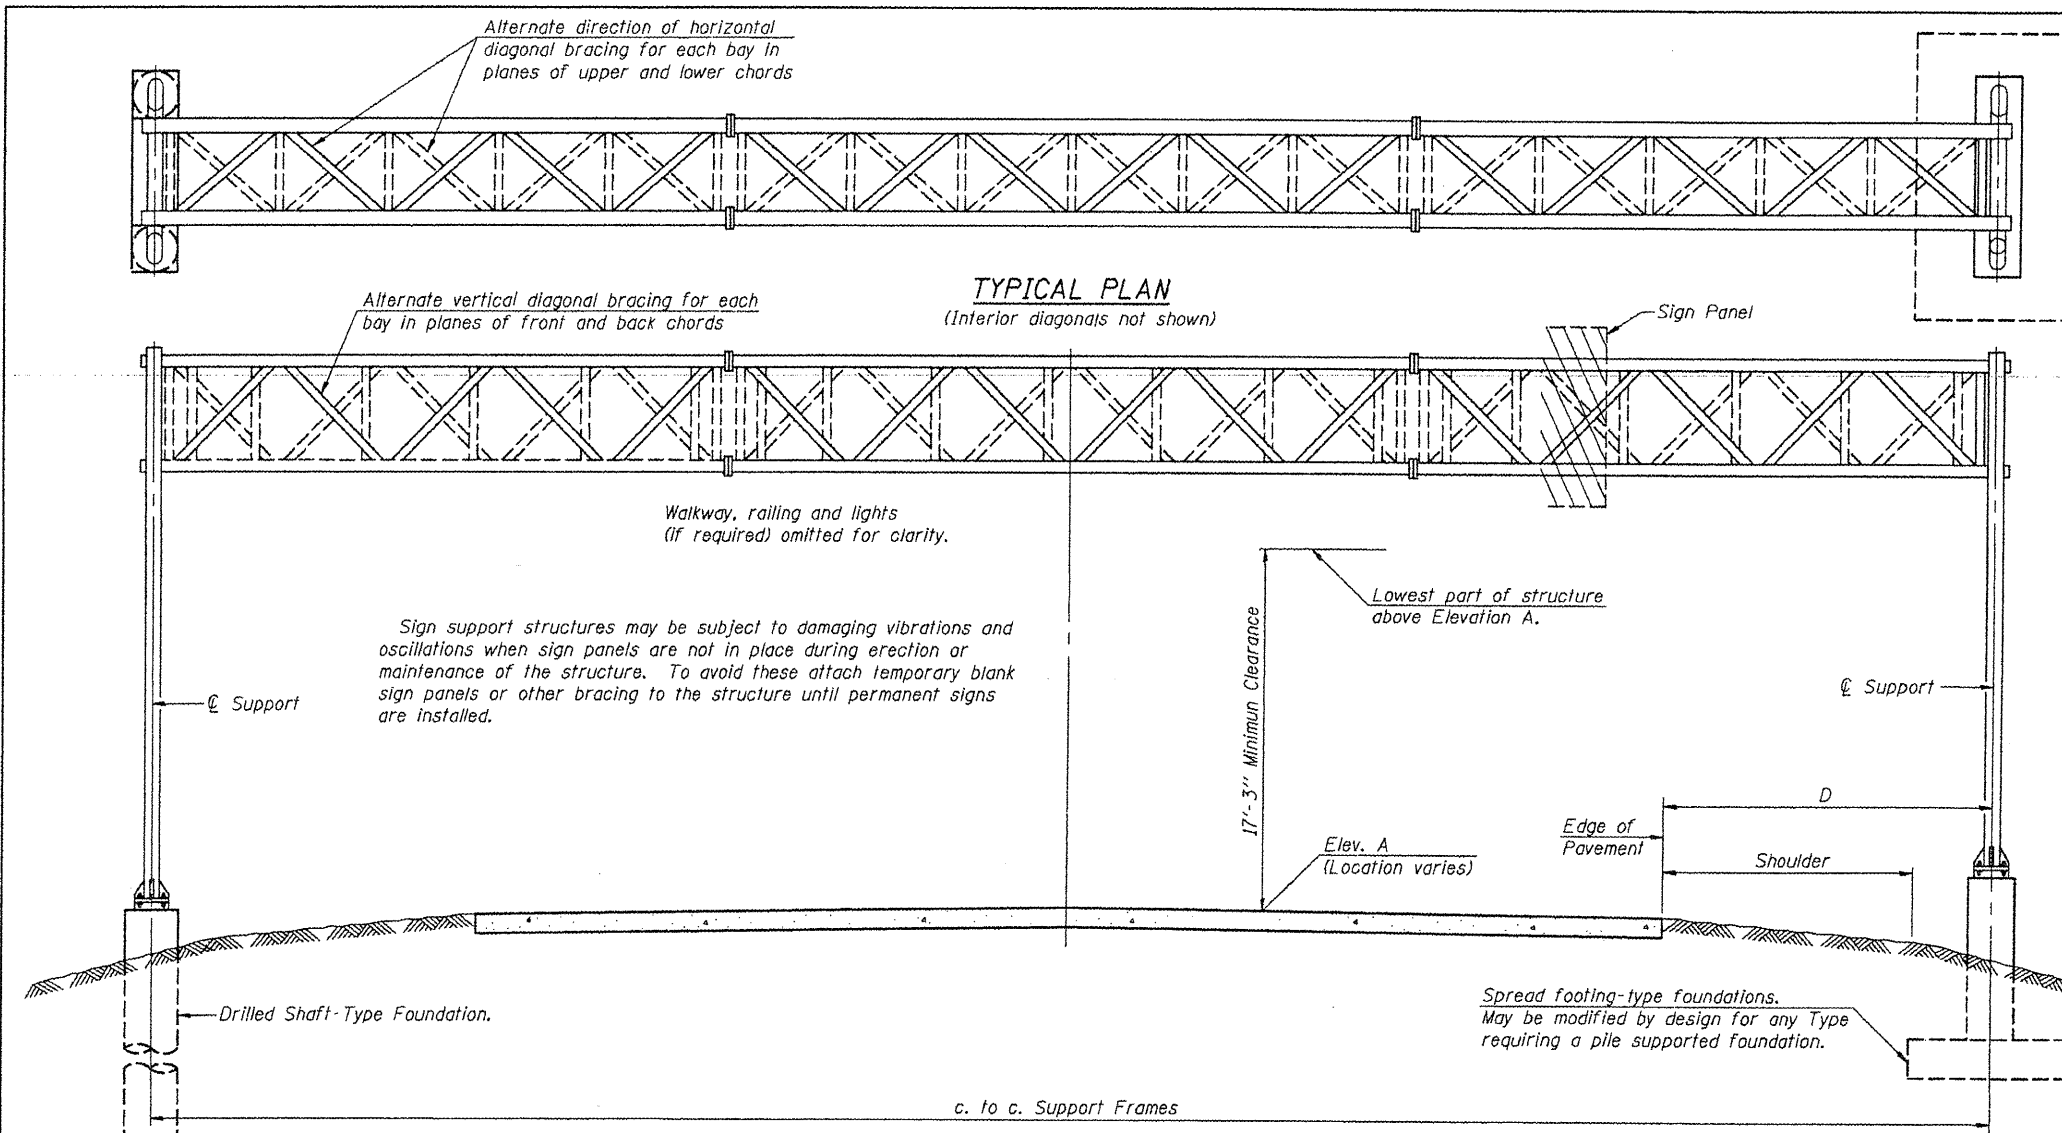 Alternate direction of horizontal
diagonal bracing for each bay in
planes of upper and lower chords
TYPICAL PLAN
(Interior diagonals not shown)
Alternate vertical diagonal bracing for each
bay in planes of front and back chords
Sign Panel
Walkway, railing and lights
(if required) omitted for clarity.
Lowest part of structure
above Elevation A.
Sign support structures may be subject to damaging vibrations and
oscillations when sign panels are not in place during erection or
maintenance of the structure. To avoid these attach temporary blank
sign panels or other bracing to the structure until permanent signs
are installed.
℄ Support
℄ Support
17'-3" Minimun Clearance
D
Edge of
Pavement
Shoulder
Elev. A
(Location varies)
Drilled Shaft-Type Foundation.
Spread footing-type foundations.
May be modified by design for any Type
requiring a pile supported foundation.
c. to c. Support Frames